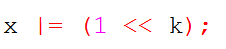 x |= (1 << k);